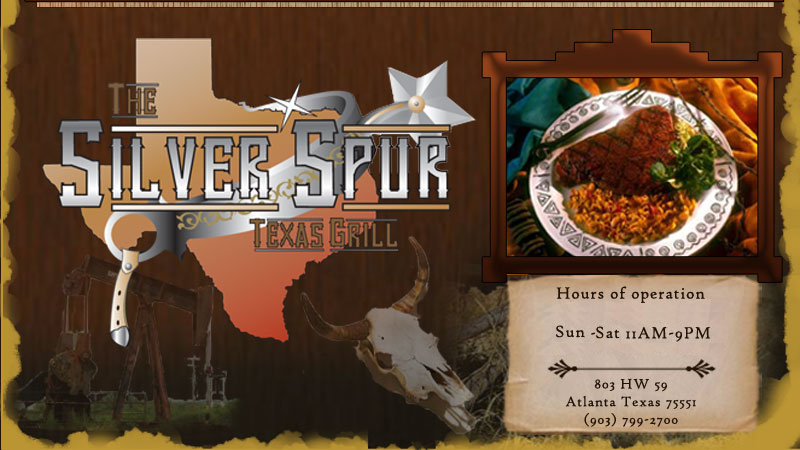 THE
SILVER SPUR
TEXAS GRILL
Hours of operation
Sun -Sat 11AM-9PM
803 HW 59
Atlanta Texas 75551
(903) 799-2700